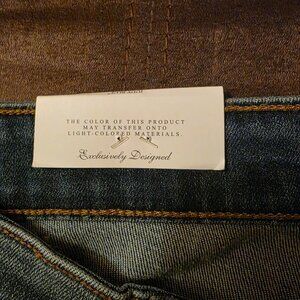 THE COLOR OF THIS PRODUCT
MAY TRANSFER ONTO
LIGHT-COLORED MATERIALS.
Exclusively Designed